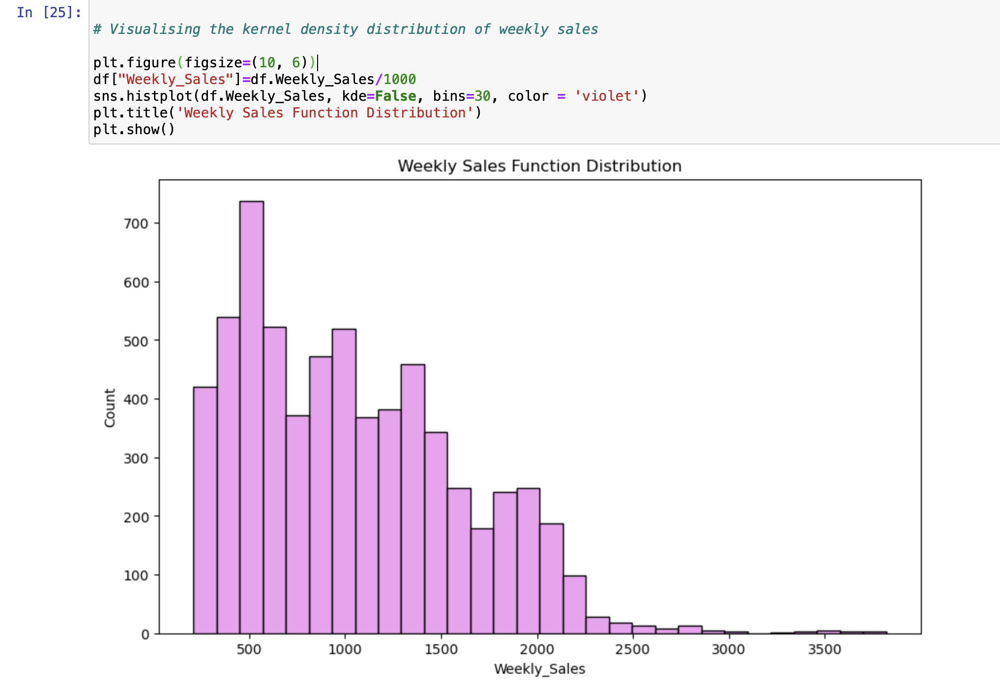 In [25]:
# Visualising the kernel density distribution of weekly sales
plt.figure(figsize=(10, 6))
df["Weekly_Sales"]=df.Weekly_Sales/1000
sns.histplot(df.Weekly_Sales, kde=False, bins=30, color = 'violet')
plt.title('Weekly Sales Function Distribution')
plt.show()
Weekly Sales Function Distribution
700
600
500
400
300
200
100
0
Count
500 1000 1500 2000 2500 3000 3500
Weekly_Sales